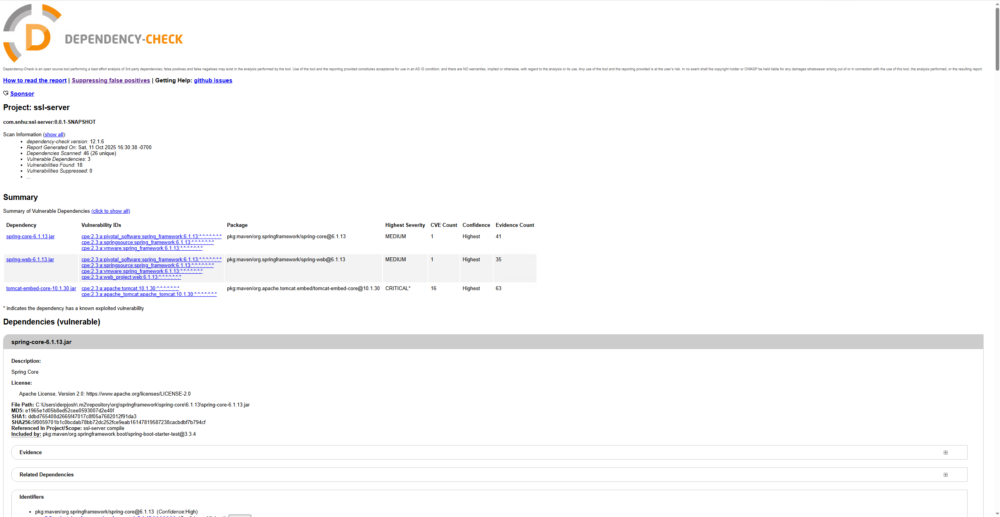 DEPENDENCY-CHECK
Dependency-Check is an open source tool performing a best effort analysis of 3rd party dependencies; false positives and false negatives may exist in the analysis performed by the tool. Use of the tool and the reporting provided constitutes acceptance for use in an AS IS condition, and there are NO warranties, implied or otherwise, with regard to the analysis or its use. Any use of the tool and the reporting provided is at the user's risk. In no event shall the copyright holder or OWASP be held liable for any damages whatsoever arising out of or in connection with the use of this tool, the analysis performed, or the resulting report.
How to read the report | Suppressing false positives | Getting Help: github issues
Sponsor
Project: ssl-server
com.snhu:ssl-server:0.0.1-SNAPSHOT
Scan Information (show all):
• dependency-check version: 12.1.6
• Report Generated On: Sat, 11 Oct 2025 16:30:38 -0700
• Dependencies Scanned: 46 (26 unique)
• Vulnerable Dependencies: 3
• Vulnerabilities Found: 18
• Vulnerabilities Suppressed: 0
• ...
Summary
Summary of Vulnerable Dependencies (click to show all)
Dependency Vulnerability IDs Package Highest Severity CVE Count Confidence Evidence Count
spring-core-6.1.13.jar cpe:2.3:a:pivotal_software:spring_framework:6.1.13:*:*:*:*:*:*:* pkg:maven/org.springframework/spring-core@6.1.13 MEDIUM 1 Highest 41
cpe:2.3:a:springsource:spring_framework:6.1.13:*:*:*:*:*:*:*
cpe:2.3:a:vmware:spring_framework:6.1.13:*:*:*:*:*:*:*
spring-web-6.1.13.jar cpe:2.3:a:pivotal_software:spring_framework:6.1.13:*:*:*:*:*:*:* pkg:maven/org.springframework/spring-web@6.1.13 MEDIUM 1 Highest 35
cpe:2.3:a:springsource:spring_framework:6.1.13:*:*:*:*:*:*:*
cpe:2.3:a:vmware:spring_framework:6.1.13:*:*:*:*:*:*:*
cpe:2.3:a:web_project:web:6.1.13:*:*:*:*:*:*:*
tomcat-embed-core-10.1.30.jar cpe:2.3:a:apache:tomcat:10.1.30:*:*:*:*:*:*:* pkg:maven/org.apache.tomcat.embed/tomcat-embed-core@10.1.30 CRITICAL* 16 Highest 63
cpe:2.3:a:apache_tomcat:apache_tomcat:10.1.30:*:*:*:*:*:*:*
* indicates the dependency has a known exploited vulnerability
Dependencies (vulnerable)
spring-core-6.1.13.jar
Description:
Spring Core
License:
Apache License, Version 2.0: https://www.apache.org/licenses/LICENSE-2.0
File Path: C:\Users\derpjosh\.m2\repository\org\springframework\spring-core\6.1.13\spring-core-6.1.13.jar
MD5: e1965e1d05b8ed52cee0593007d2e40f
SHA1: ddbd765408d2665f47017c8f05a7682012f91da3
SHA256:5f0059701b1c0bcdab78bb72dc252fce9eab16147819587238cacbdbf7b794cf
Referenced In Project/Scope: ssl-server:compile
Included by: pkg:maven/org.springframework.boot/spring-boot-starter-test@3.3.4
Evidence
Related Dependencies
Identifiers
• pkg:maven/org.springframework/spring-core@6.1.13 (Confidence:High)